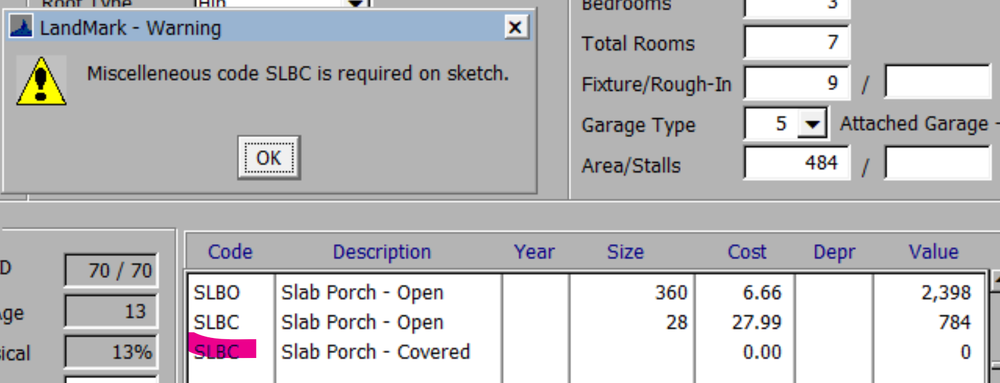 Roof Type Hip
Bedrooms 3
LandMark - Warning
Miscelleneous code SLBC is required on sketch.
OK
Total Rooms 7
Fixture/Rough-In 9 /
Garage Type 5 Attached Garage -
Area/Stalls 484 /
D 70 / 70
Age 13
sical 13%
Code Description Year Size Cost Depr Value
SLBO Slab Porch - Open 360 6.66 2,398
SLBC Slab Porch - Open 28 27.99 784
SLBC Slab Porch - Covered 0.00 0